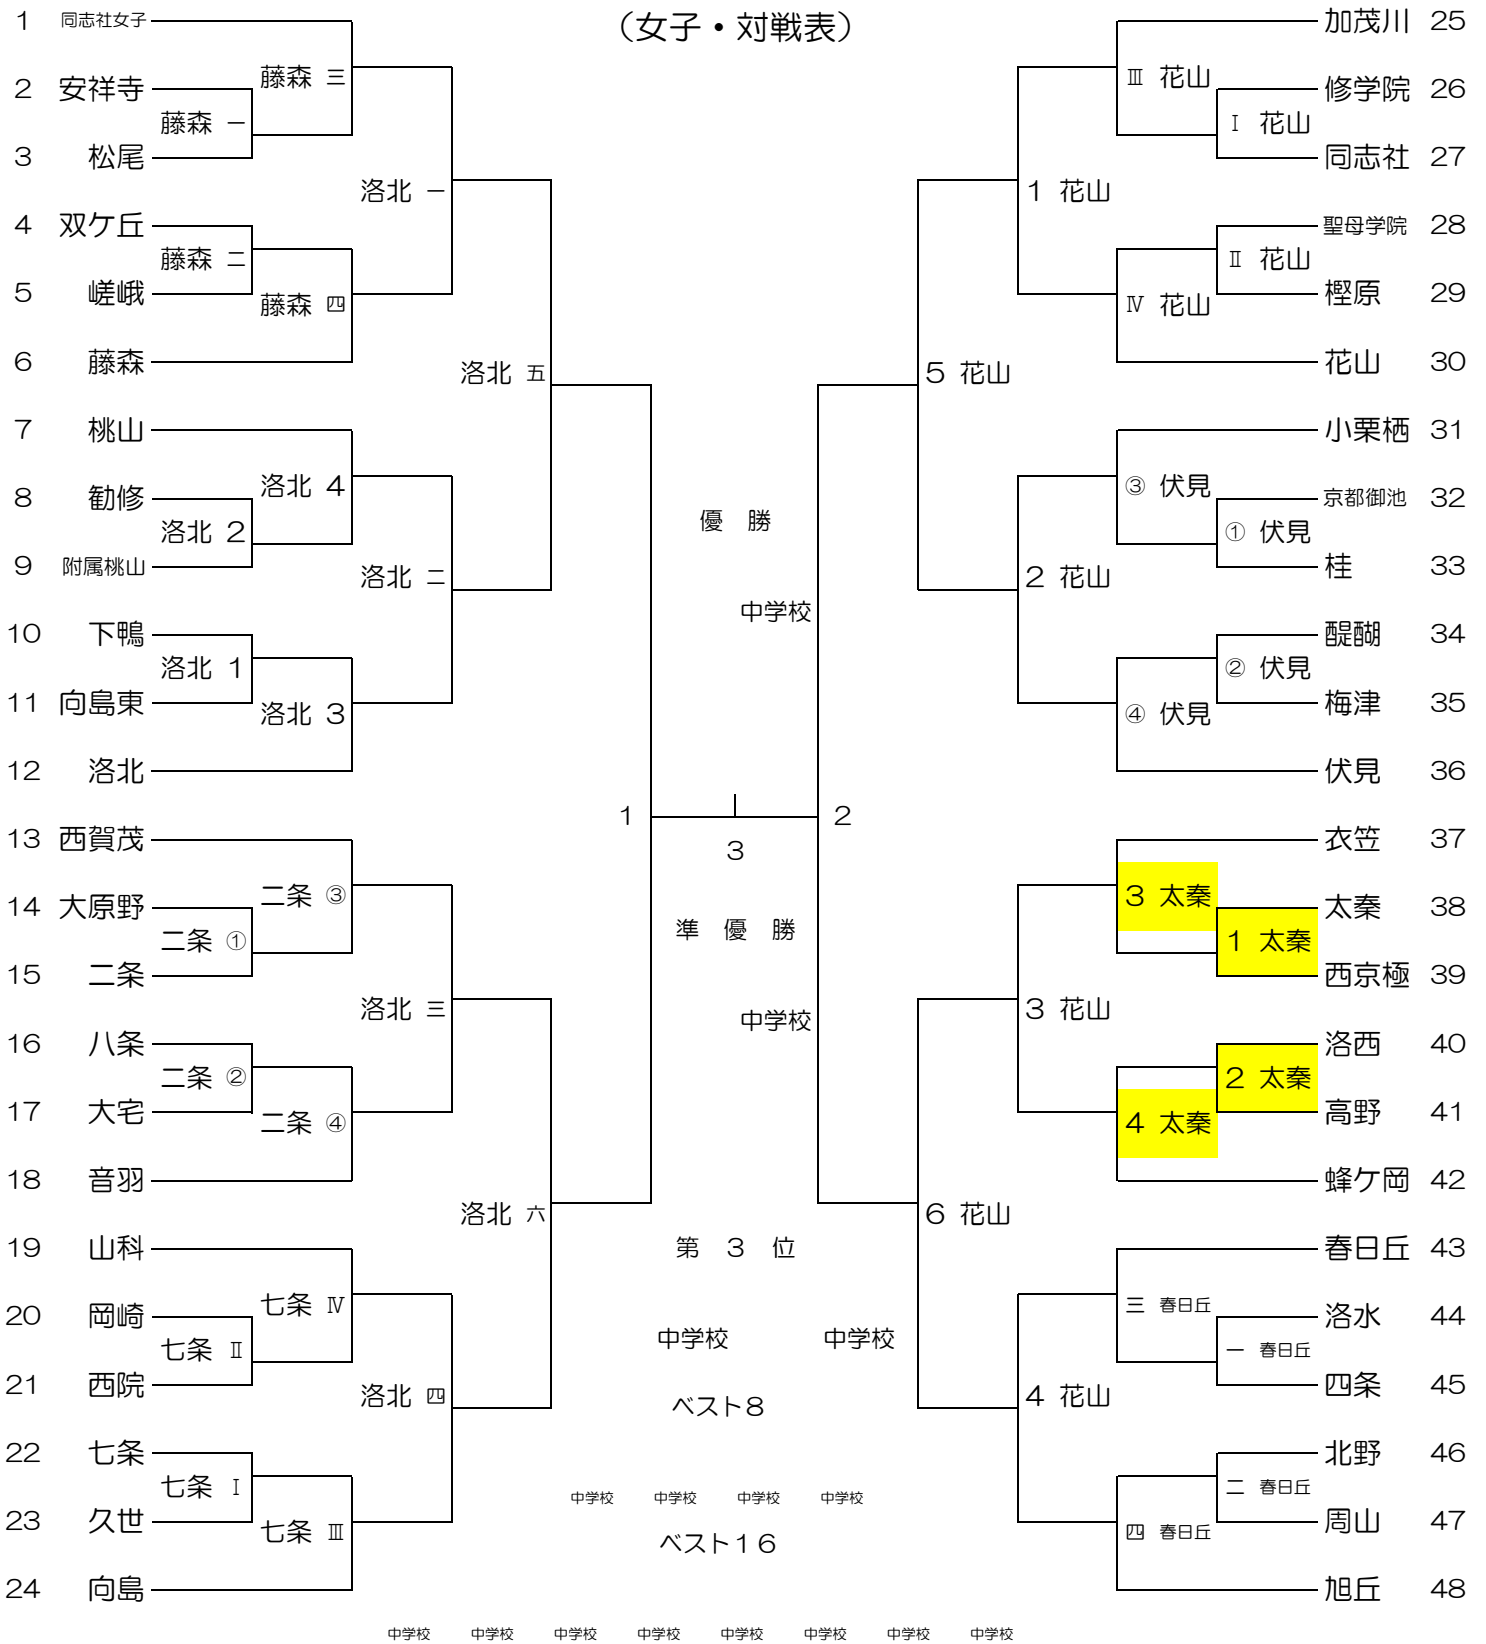 (女子・対戦表)
1 同志社女子
藤森 三
2 安祥寺
藤森 一
3 松尾
洛北 一
4 双ケ丘
藤森 二
5 嵯峨
藤森 四
6 藤森
洛北 五
7 桃山
洛北 4
8 勧修
洛北 2
9 附属桃山
洛北 二
10 下鴨
洛北 1
11 向島東
洛北 3
12 洛北
1
13 西賀茂
二条 ③
14 大原野
二条 ①
15 二条
洛北 三
16 八条
二条 ②
17 大宅
二条 ④
18 音羽
洛北 六
19 山科
七条 Ⅳ
20 岡崎
七条 Ⅱ
21 西院
洛北 四
22 七条
七条 Ⅰ
23 久世
七条 Ⅲ
24 向島
優 勝
中学校
3
準 優 勝
中学校
第 3 位
中学校 中学校
ベスト8
中学校 中学校 中学校 中学校
ベスト16
中学校 中学校 中学校 中学校 中学校 中学校 中学校 中学校
加茂川 25
Ⅲ 花山
修学院 26
Ⅰ 花山
同志社 27
1 花山
聖母学院 28
Ⅱ 花山
樫原 29
Ⅳ 花山
花山 30
5 花山
小栗栖 31
③ 伏見
京都御池 32
① 伏見
桂 33
2 花山
醍醐 34
② 伏見
梅津 35
④ 伏見
伏見 36
2
衣笠 37
3 太秦
太秦 38
1 太秦
西京極 39
3 花山
洛西 40
2 太秦
高野 41
4 太秦
蜂ケ岡 42
6 花山
春日丘 43
三 春日丘
洛水 44
一 春日丘
四条 45
4 花山
北野 46
二 春日丘
周山 47
四 春日丘
旭丘 48